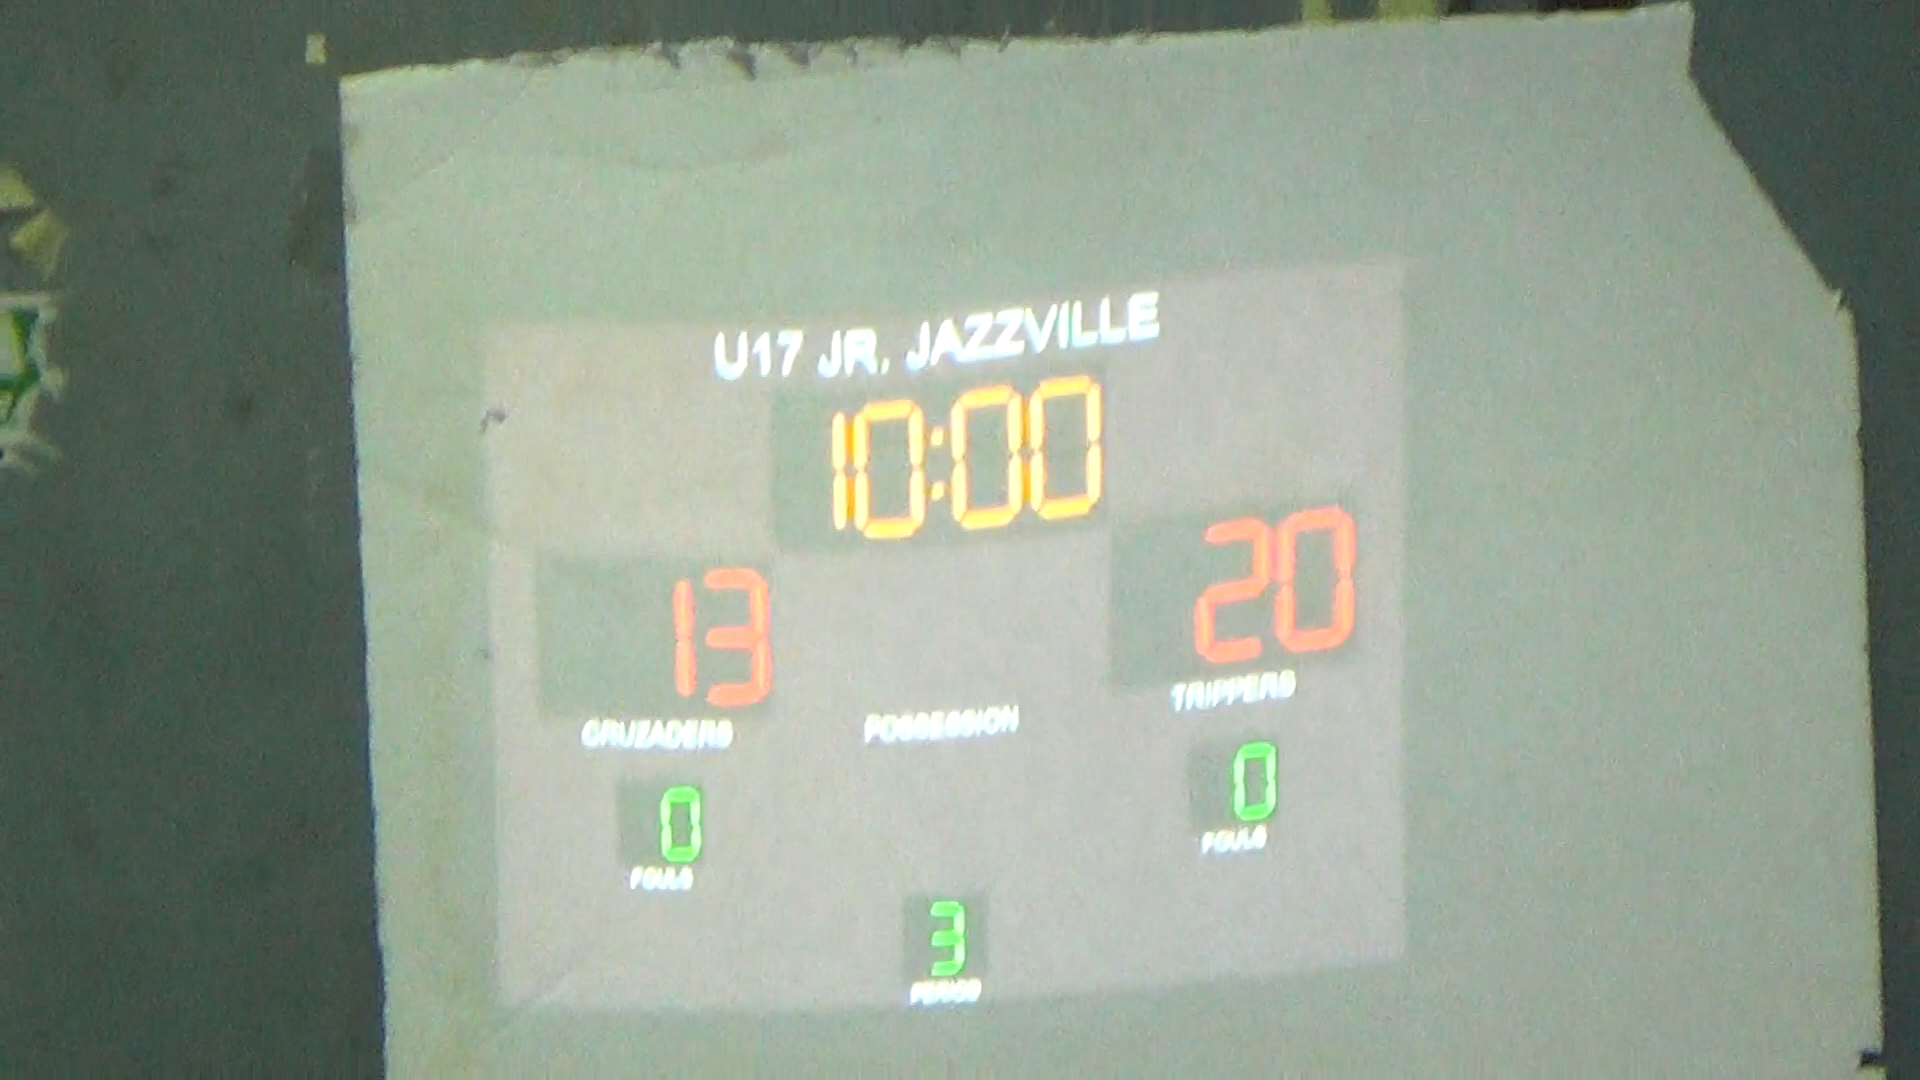 U17 JR. JAZZVILLE
10:00
13 20
CRUZADERS POSSESSION TRIPPERS
0 0
FOULS FOULS
3
PERIOD